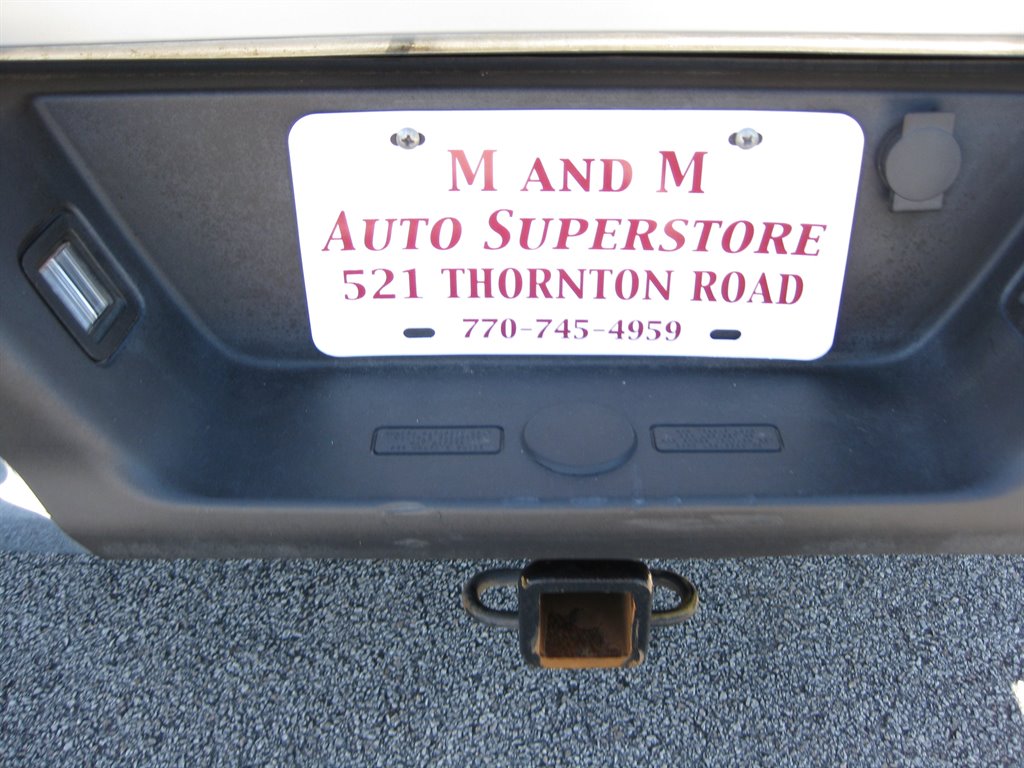 M AND M
AUTO SUPERSTORE
521 THORNTON ROAD
770-745-4959